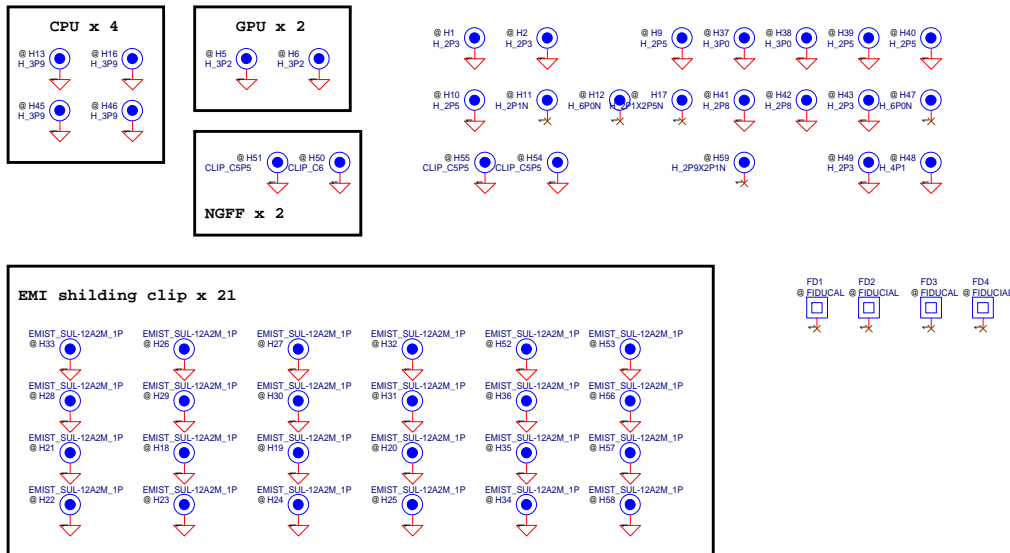 CPU x 4
@ H13
H_3P9
@ H16
H_3P9
@ H45
H_3P9
@ H46
H_3P9
GPU x 2
@ H5
H_3P2
@ H6
H_3P2
@ H51
CLIP_C5P5
@ H50
CLIP_C6
NGFF x 2
@ H1
H_2P3
@ H2
H_2P3
@ H9
H_2P5
@ H37
H_3P0
@ H38
H_3P0
@ H39
H_2P5
@ H40
H_2P5
@ H10
H_2P5
@ H11
H_2P1N
@ H12
H_6P0N
@ H17
H_2P1X2P5N
@ H41
H_2P8
@ H42
H_2P8
@ H43
H_2P3
@ H47
H_6P0N
@ H55
CLIP_C5P5
@ H54
CLIP_C5P5
@ H59
H_2P9X2P1N
@ H49
H_2P3
@ H48
H_4P1
EMI shilding clip x 21
EMIST_SUL-12A2M_1P
@ H33
EMIST_SUL-12A2M_1P
@ H26
EMIST_SUL-12A2M_1P
@ H27
EMIST_SUL-12A2M_1P
@ H32
EMIST_SUL-12A2M_1P
@ H52
EMIST_SUL-12A2M_1P
@ H53
EMIST_SUL-12A2M_1P
@ H28
EMIST_SUL-12A2M_1P
@ H29
EMIST_SUL-12A2M_1P
@ H30
EMIST_SUL-12A2M_1P
@ H31
EMIST_SUL-12A2M_1P
@ H36
EMIST_SUL-12A2M_1P
@ H56
EMIST_SUL-12A2M_1P
@ H21
EMIST_SUL-12A2M_1P
@ H18
EMIST_SUL-12A2M_1P
@ H19
EMIST_SUL-12A2M_1P
@ H20
EMIST_SUL-12A2M_1P
@ H35
EMIST_SUL-12A2M_1P
@ H57
EMIST_SUL-12A2M_1P
@ H22
EMIST_SUL-12A2M_1P
@ H23
EMIST_SUL-12A2M_1P
@ H24
EMIST_SUL-12A2M_1P
@ H25
EMIST_SUL-12A2M_1P
@ H34
EMIST_SUL-12A2M_1P
@ H58
FD1
@ FIDUCAL
FD2
@ FIDUCIAL
FD3
@ FIDUCAL
FD4
@ FIDUCIAL